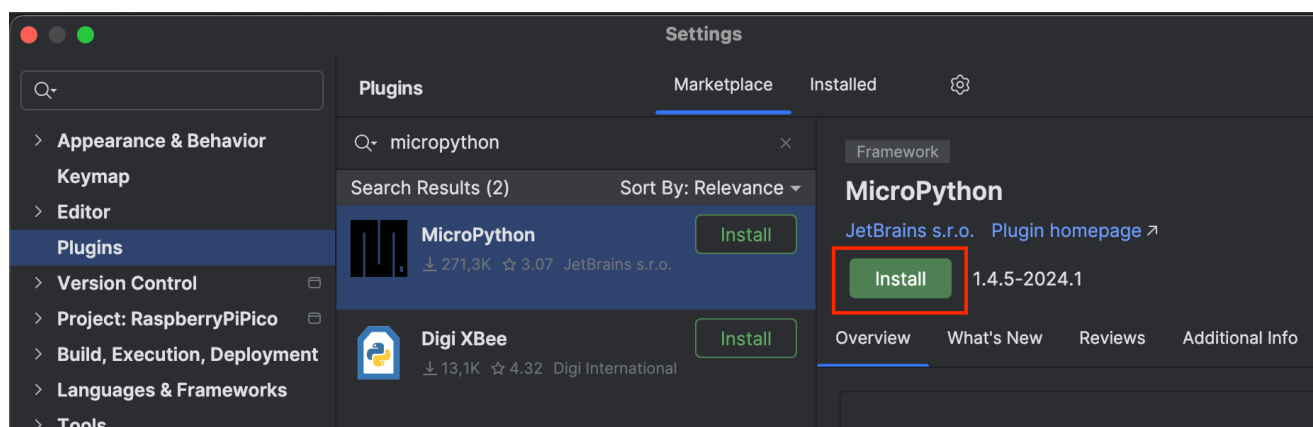 Settings
Plugins
Marketplace
Installed
Appearance & Behavior
Keymap
Editor
Plugins
Version Control
Project: RaspberryPiPico
Build, Execution, Deployment
Languages & Frameworks
Tools
micropython
Search Results (2)
Sort By: Relevance
MicroPython
Install
271,3K 3.07 JetBrains s.r.o.
Digi XBee
Install
13,1K 4.32 Digi International
Framework
MicroPython
JetBrains s.r.o. Plugin homepage ↗
Install 1.4.5-2024.1
Overview What's New Reviews Additional Info